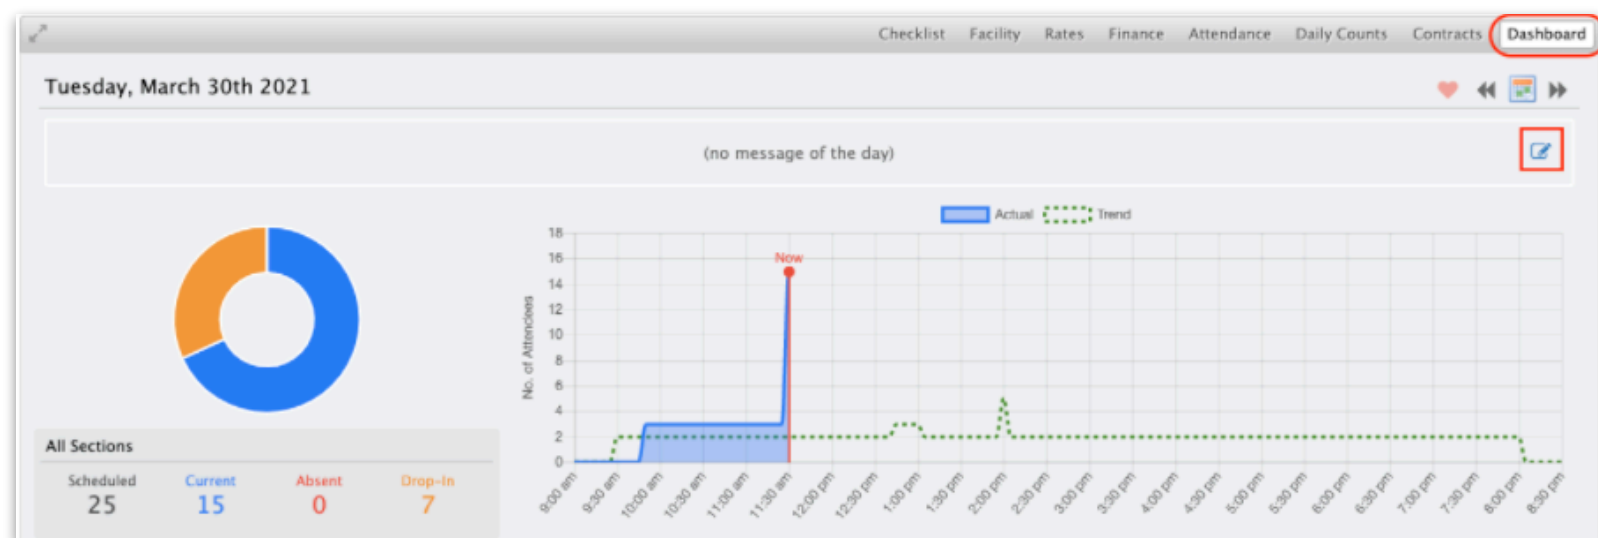 Checklist Facility Rates Finance Attendance Daily Counts Contracts Dashboard
Tuesday, March 30th 2021
(no message of the day)
Actual Trend
18
16
14
12
10
8
6
4
2
0
No. of Attendees
Now
9:00 am 9:30 am 10:00 am 10:30 am 11:00 am 11:30 am 12:00 pm 12:30 pm 1:00 pm 1:30 pm 2:00 pm 2:30 pm 3:00 pm 3:30 pm 4:00 pm 4:30 pm 5:00 pm 5:30 pm 6:00 pm 6:30 pm 7:00 pm 7:30 pm 8:00 pm 8:30 pm
All Sections
Scheduled Current Absent Drop-In
25 15 0 7